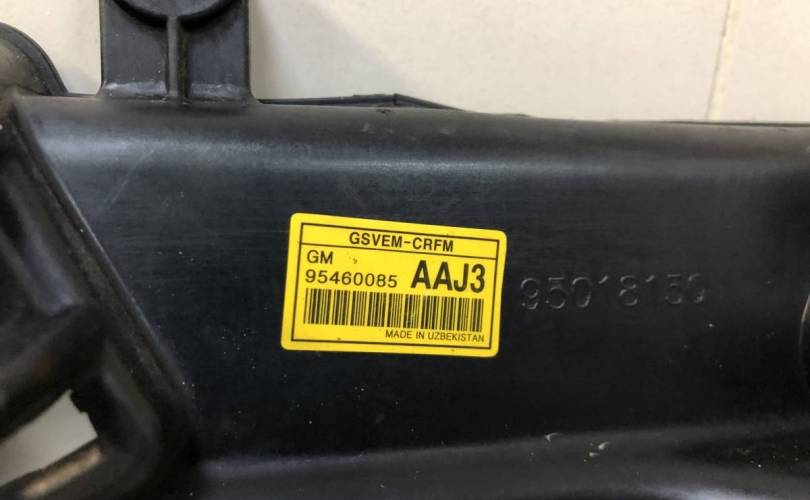 GSVEM-CRFM
GM
95460085 AAJ3
MADE IN UZBEKISTAN
95018159